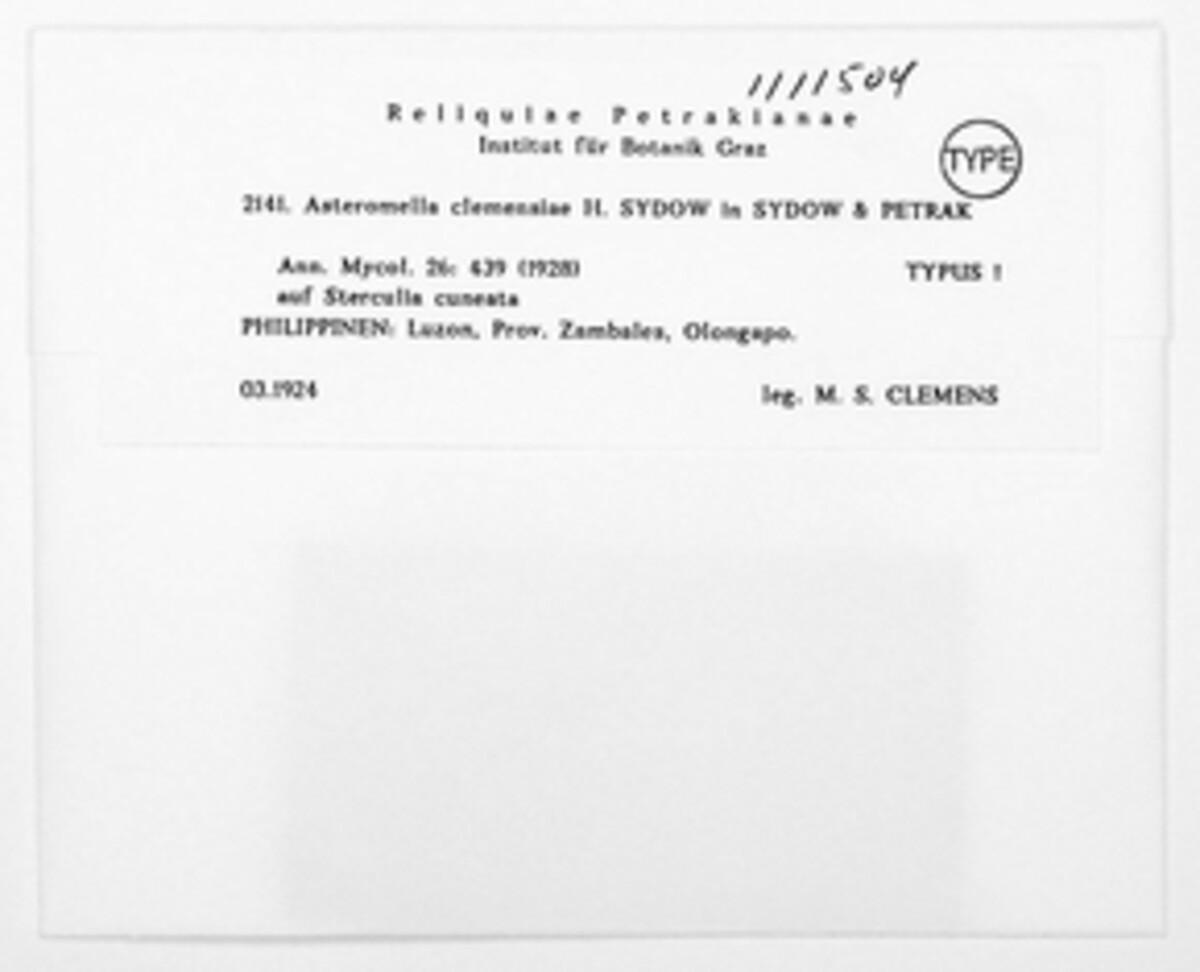 1111504
Reliquiae Petrakianae
Institut für Botanik Graz
TYPE
2141. Asteromella clemensiae H. SYDOW in SYDOW & PETRAK
Ann. Mycol. 26: 439 (1928)
TYPUS !
auf Sterculia cuneata
PHILIPPINEN: Luzon, Prov. Zambales, Olongapo.
03.1924
leg. M. S. CLEMENS